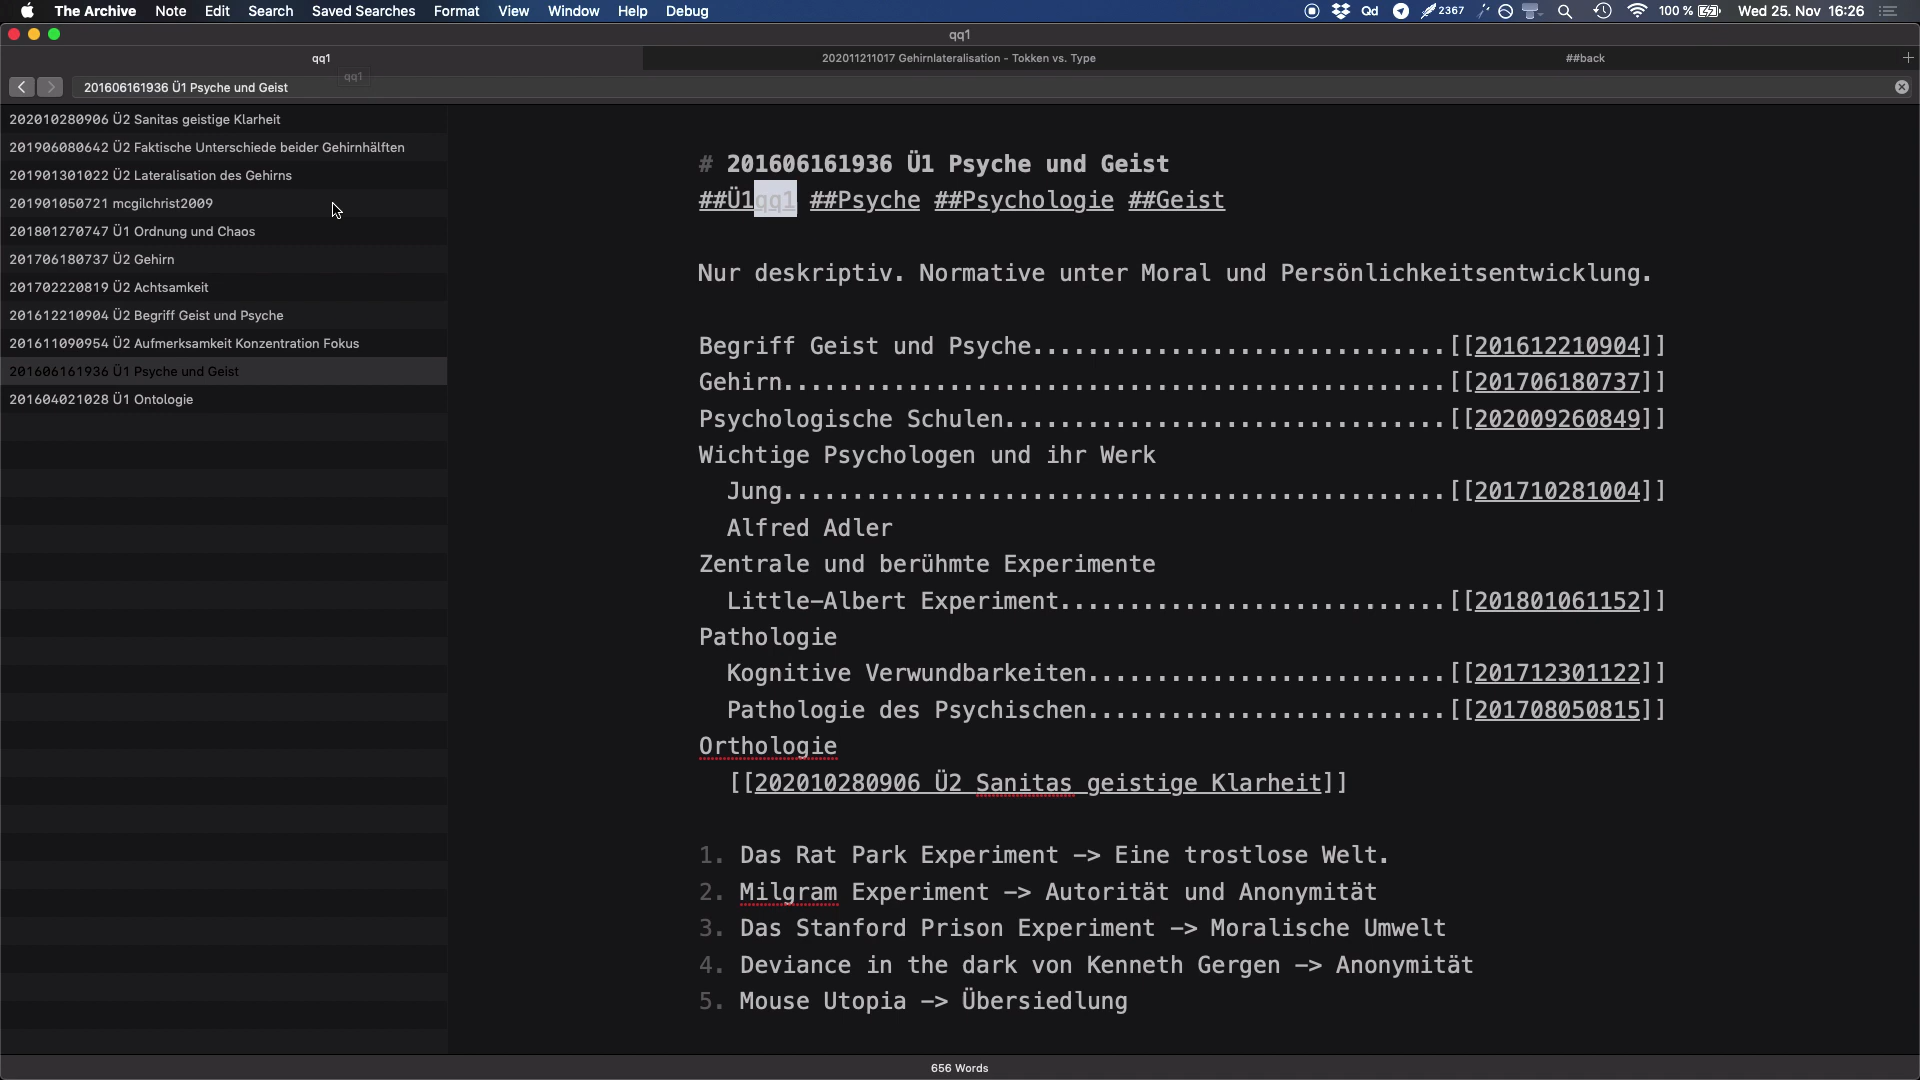 The Archive Note Edit Search Saved Searches Format View Window Help Debug Qd 2367 100 % Wed 25. Nov 16:26
qq1
qq1 202011211017 Gehirnlateralisation - Tokken vs. Type ##back +
qq1
201606161936 Ü1 Psyche und Geist
202010280906 Ü2 Sanitas geistige Klarheit
201906080642 Ü2 Faktische Unterschiede beider Gehirnhälften
201901301022 Ü2 Lateralisation des Gehirns
201901050721 mcgilchrist2009
201801270747 Ü1 Ordnung und Chaos
201706180737 Ü2 Gehirn
201702220819 Ü2 Achtsamkeit
201612210904 Ü2 Begriff Geist und Psyche
201611090954 Ü2 Aufmerksamkeit Konzentration Fokus
201606161936 Ü1 Psyche und Geist
201604021028 Ü1 Ontologie
# 201606161936 Ü1 Psyche und Geist
##Ü1qq1 ##Psyche ##Psychologie ##Geist
Nur deskriptiv. Normative unter Moral und Persönlichkeitsentwicklung.
Begriff Geist und Psyche..............................[[201612210904]]
Gehirn................................................[[201706180737]]
Psychologische Schulen................................[[202009260849]]
Wichtige Psychologen und ihr Werk
Jung................................................[[201710281004]]
Alfred Adler
Zentrale und berühmte Experimente
Little-Albert Experiment............................[[201801061152]]
Pathologie
Kognitive Verwundbarkeiten..........................[[201712301122]]
Pathologie des Psychischen..........................[[201708050815]]
Orthologie
[[202010280906 Ü2 Sanitas geistige Klarheit]]
1. Das Rat Park Experiment -> Eine trostlose Welt.
2. Milgram Experiment -> Autorität und Anonymität
3. Das Stanford Prison Experiment -> Moralische Umwelt
4. Deviance in the dark von Kenneth Gergen -> Anonymität
5. Mouse Utopia -> Übersiedlung
656 Words